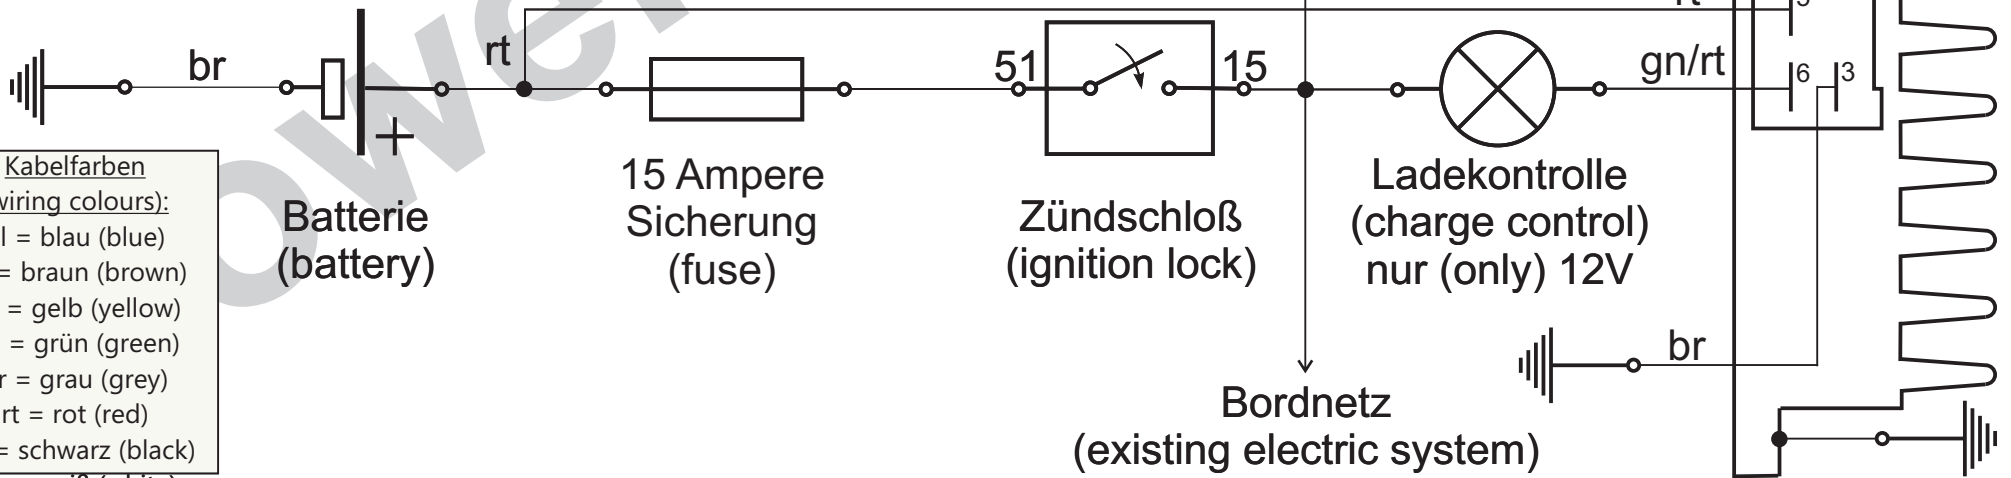 br
rt
51
15
gn/rt
6
3
15 Ampere
Sicherung
(fuse)
Batterie
(battery)
+
Zündschloß
(ignition lock)
Ladekontrolle
(charge control)
nur (only) 12V
Kabelfarben
wiring colours):
l = blau (blue)
= braun (brown)
= gelb (yellow)
= grün (green)
r = grau (grey)
rt = rot (red)
= schwarz (black)
br
Bordnetz
(existing electric system)